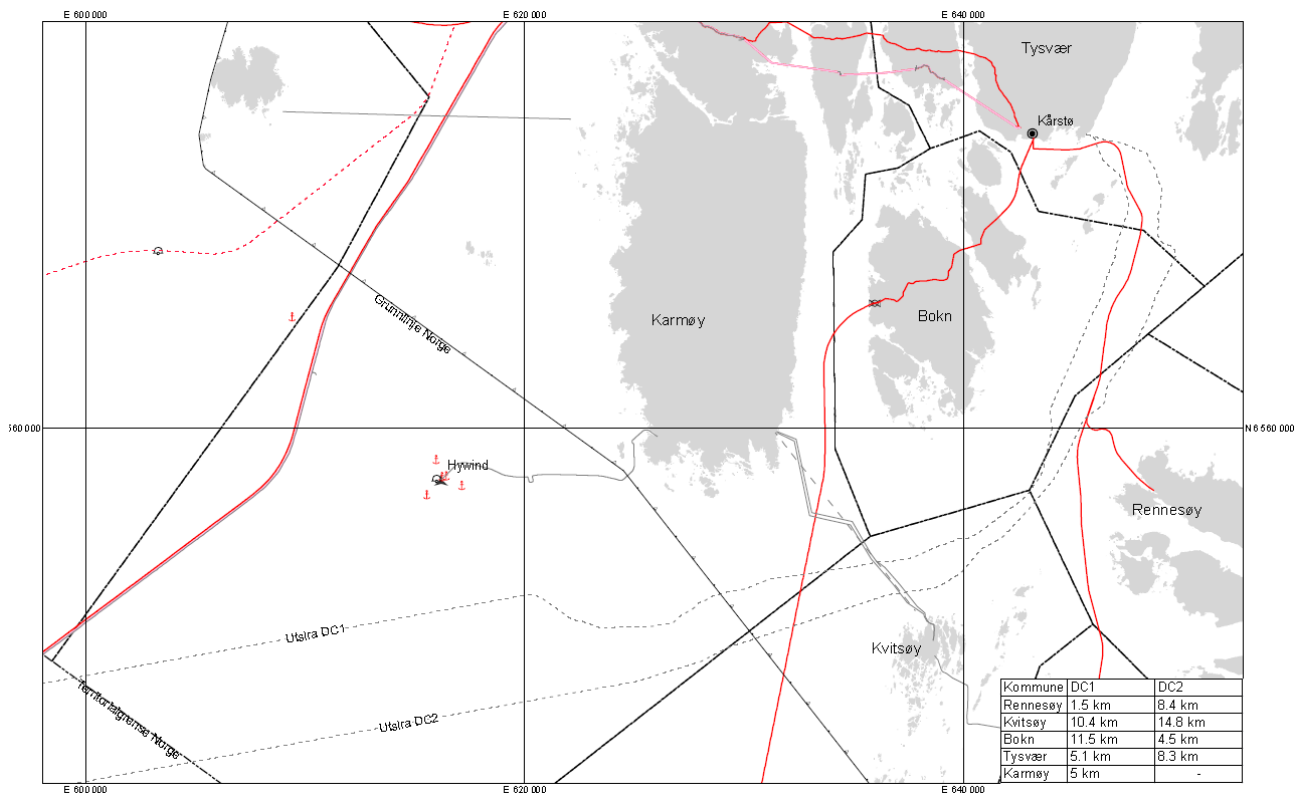 E 600 000 E 620 000 E 640 000
Tysvær
Kårstø
Grunnlinje Norge
Karmøy
Bokn
560 000 N 6 560 000
Hywind
Rennesøy
Utsira DC1
Kvitsøy
Territorialgrense Norge
Utsira DC2
Kommune DC1 DC2
Rennesøy 1.5 km 8.4 km
Kvitsøy 10.4 km 14.8 km
Bokn 11.5 km 4.5 km
Tysvær 5.1 km 8.3 km
Karmøy 5 km -
E 600 000 E 620 000 E 640 000